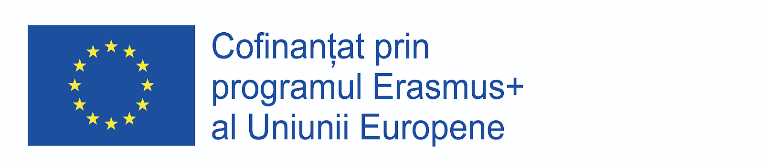 Cofinanțat prin
programul Erasmus+
al Uniunii Europene